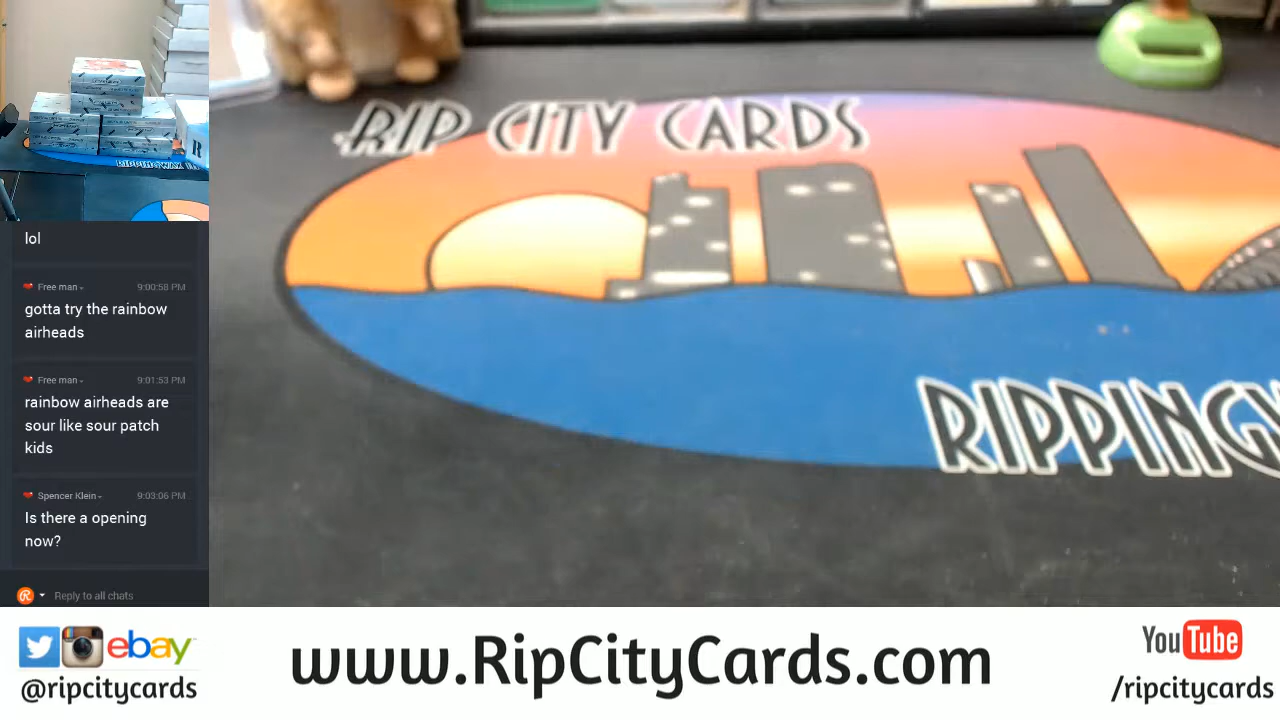 RIP CITY CARDS
RIPPINGWAX
lol
Free man
9:00:58 PM
gotta try the rainbow
airheads
Free man
9:01:53 PM
rainbow airheads are
sour like sour patch
kids
Spencer Klein
9:03:06 PM
Is there a opening
now?
Reply to all chats
RIPPINGW
ebay
@ripcitycards
www.RipCityCards.com
YouTube
/ripcitycards